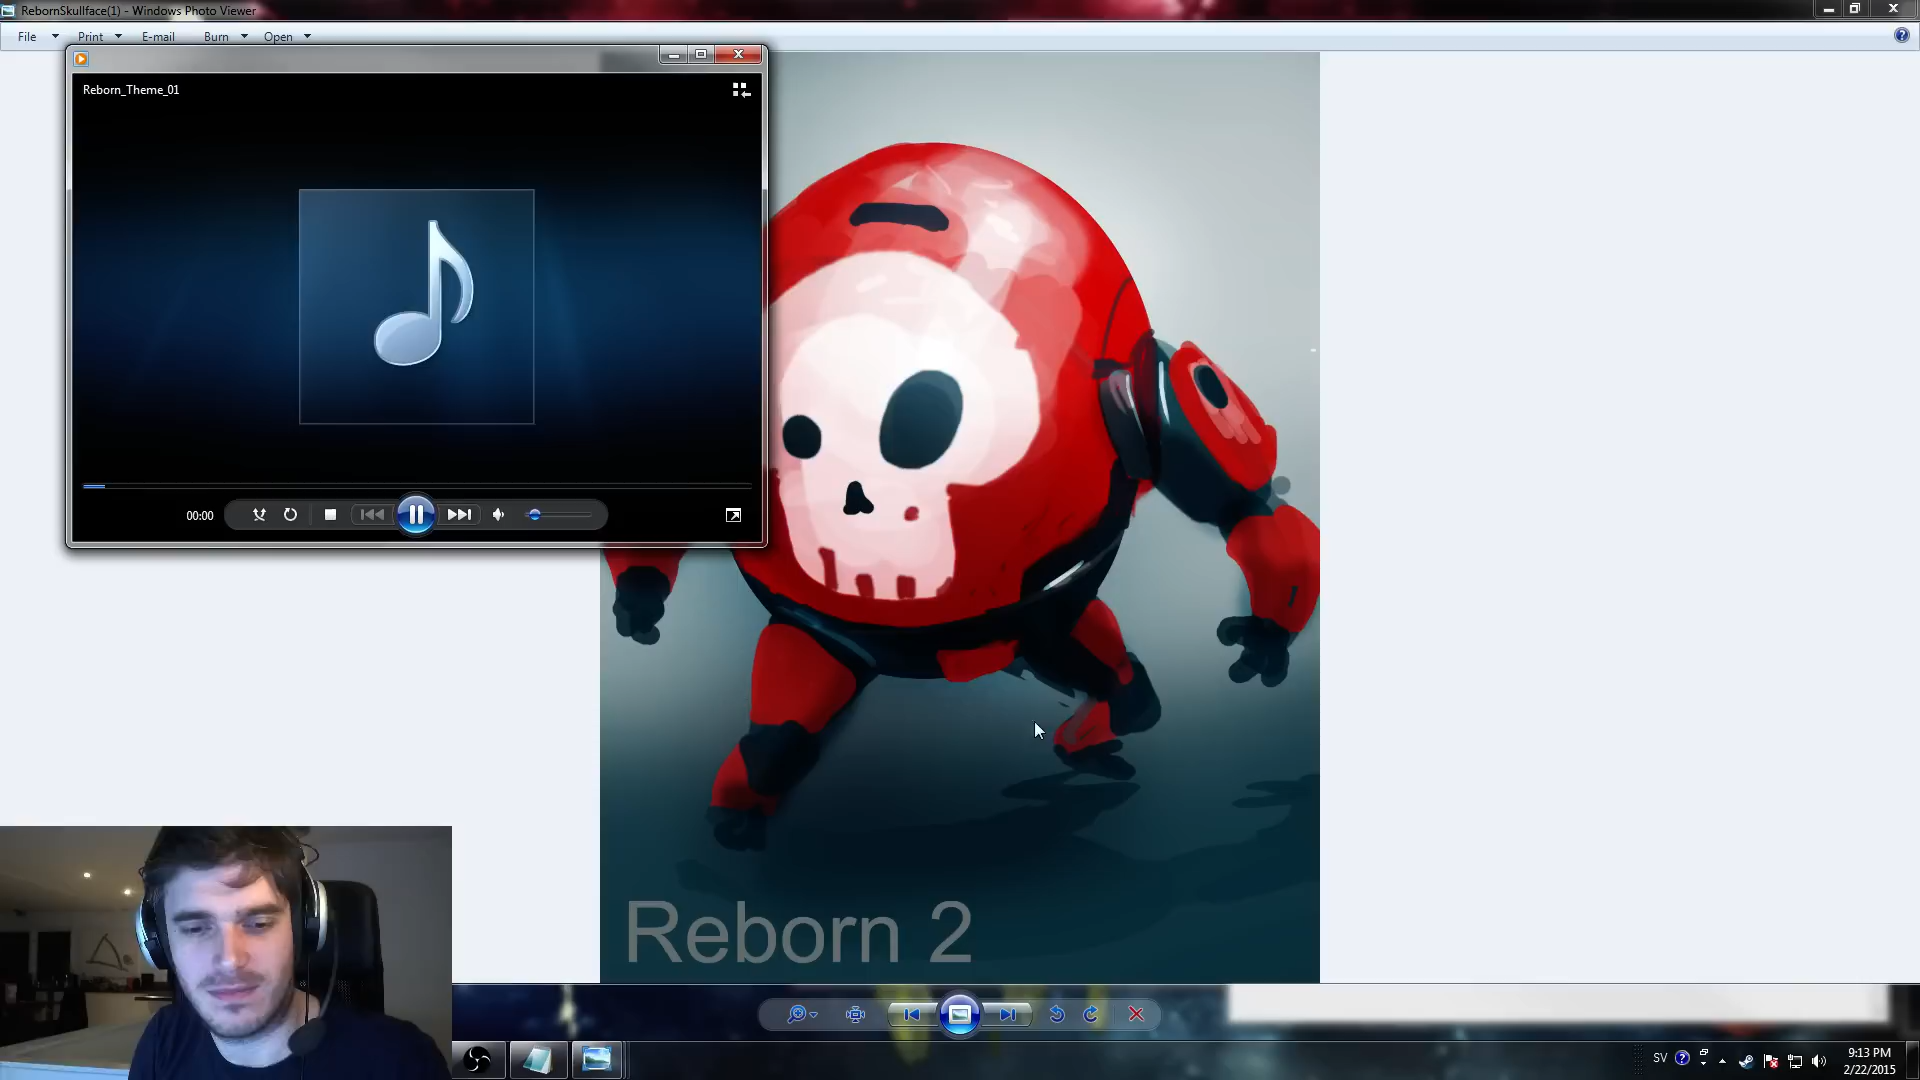 RebornSkullface(1) - Windows Photo Viewer
File Print E-mail Burn Open
Reborn_Theme_01
00:00
Reborn 2
SV
9:13 PM
2/22/2015